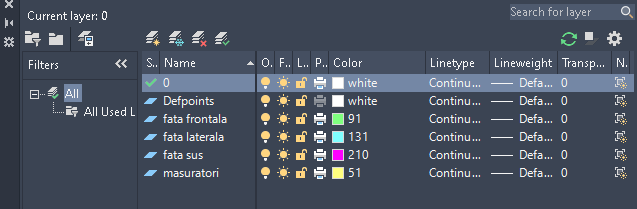 Current layer: 0
Search for layer
Filters
All
All Used L
S.. Name O. F.. L.. P.. Color Linetype Lineweight Transp... N.
0 white Continu... Defa... 0
Defpoints white Continu... Defa... 0
fata frontala 91 Continu... Defa... 0
fata laterala 131 Continu... Defa... 0
fata sus 210 Continu... Defa... 0
masuratori 51 Continu... Defa... 0